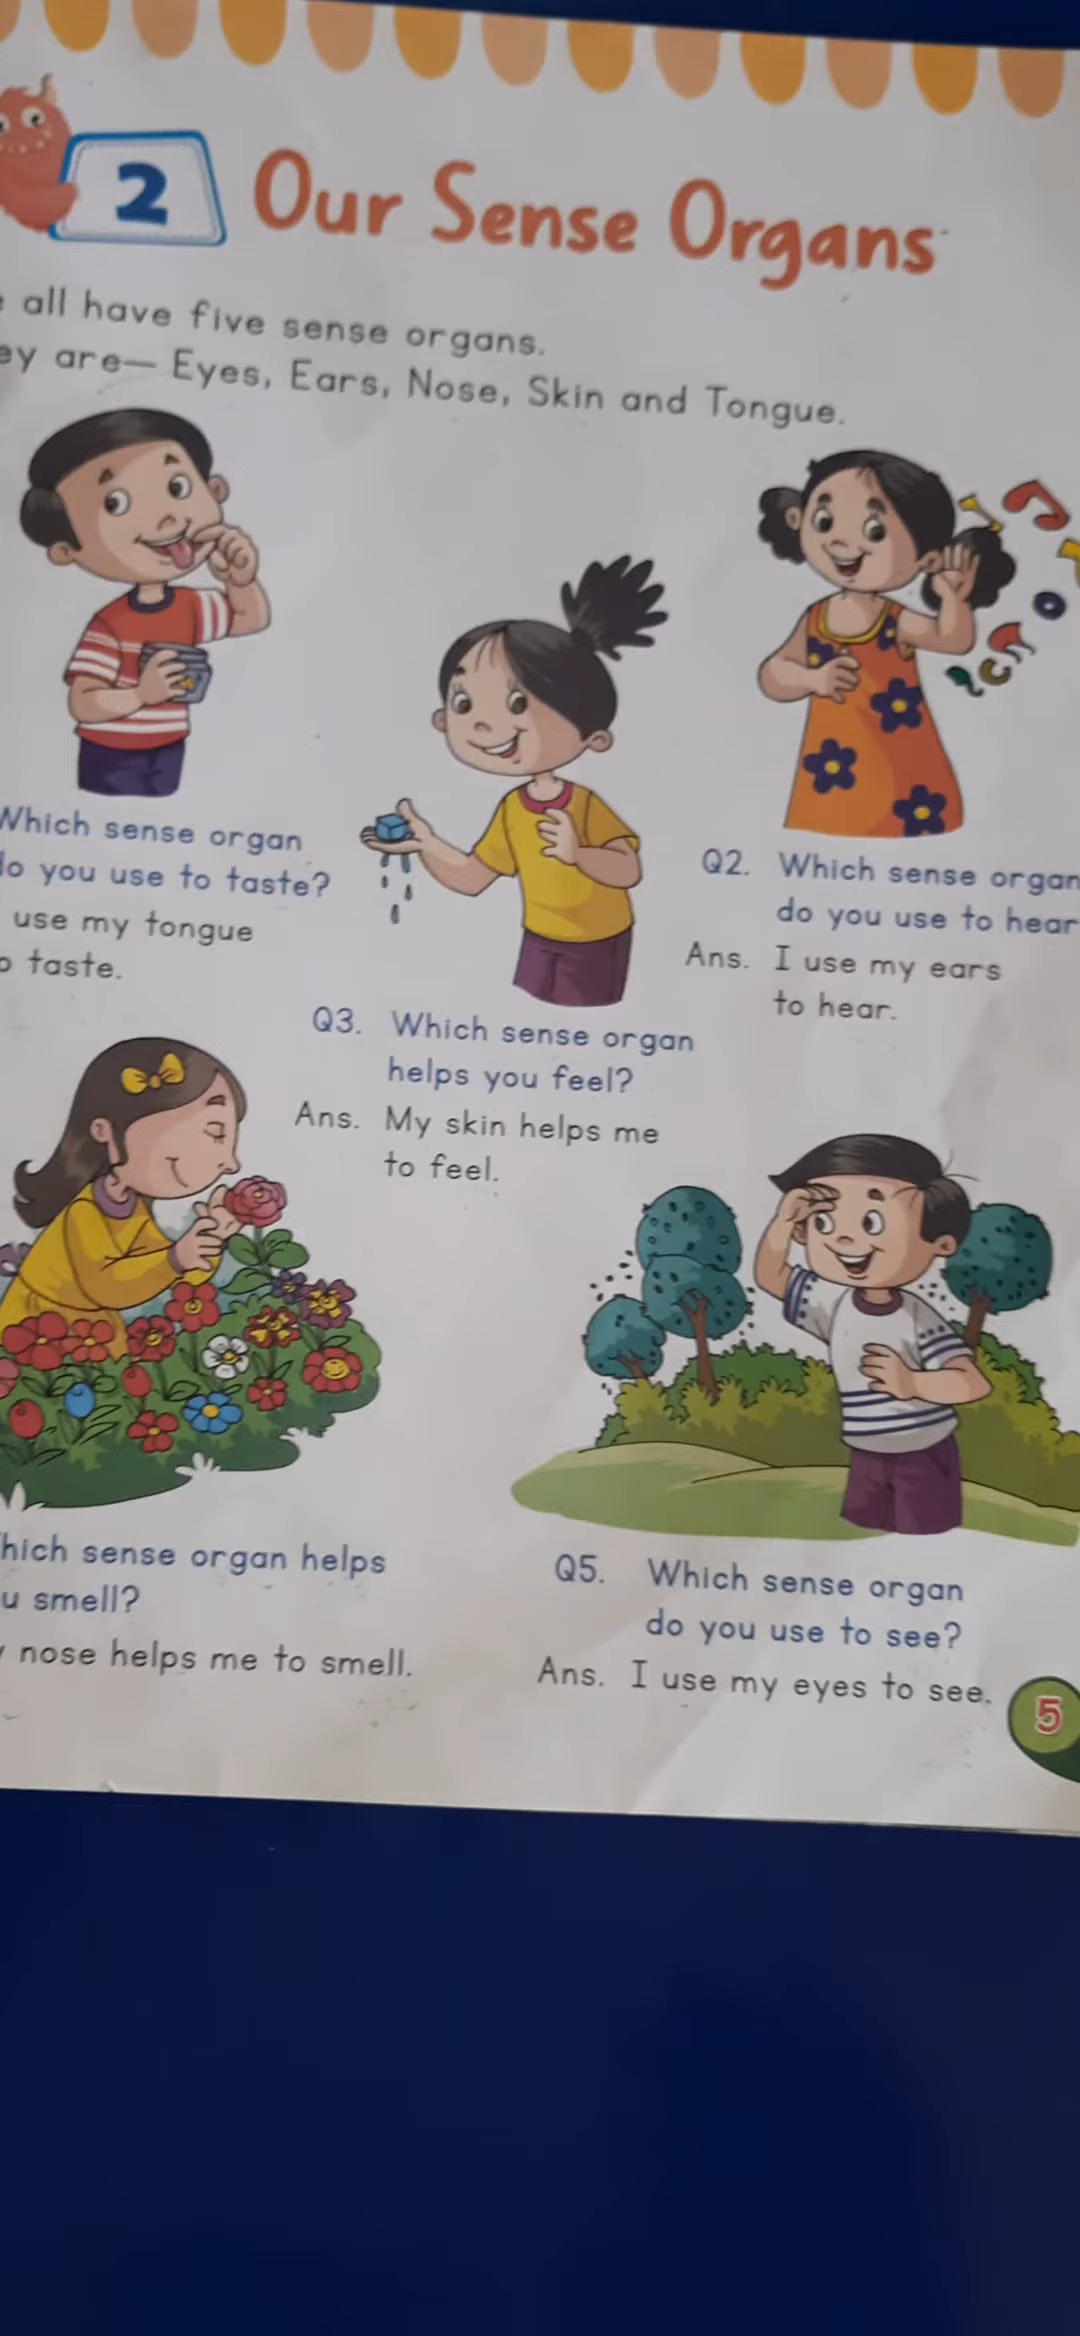 2 Our Sense Organs
all have five sense organs.
ey are— Eyes, Ears, Nose, Skin and Tongue.
Which sense organ
do you use to taste?
use my tongue
o taste.
Q2. Which sense organ
do you use to hear
Ans. I use my ears
to hear.
Q3. Which sense organ
helps you feel?
Ans. My skin helps me
to feel.
hich sense organ helps
u smell?
nose helps me to smell.
Q5. Which sense organ
do you use to see?
Ans. I use my eyes to see.
5